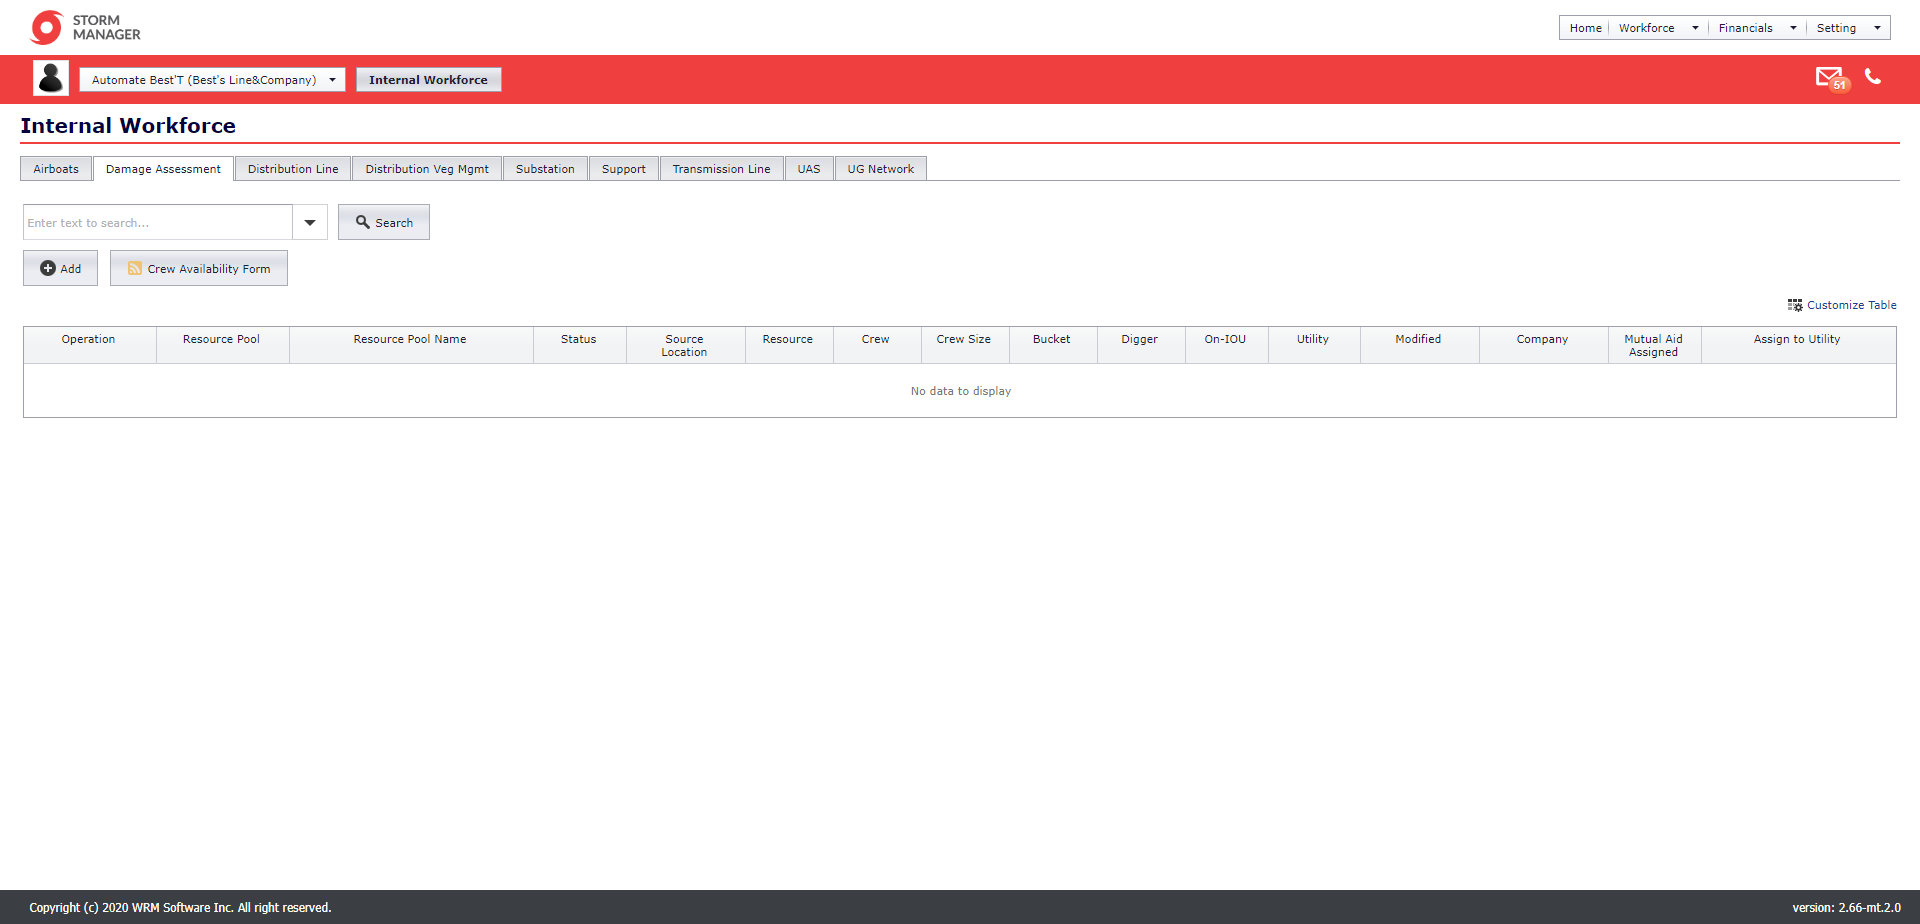 STORM
MANAGER
Home Workforce Financials Setting
Automate Best'T (Best's Line&Company) Internal Workforce 51
Internal Workforce
Airboats Damage Assessment Distribution Line Distribution Veg Mgmt Substation Support Transmission Line UAS UG Network
Enter text to search... Search
Add Crew Availability Form
Customize Table
Operation Resource Pool Resource Pool Name Status Source Resource Crew Crew Size Bucket Digger On-IOU Utility Modified Company Mutual Aid Assign to Utility
Location Assigned
No data to display
Copyright (c) 2020 WRM Software Inc. All right reserved. version: 2.66-mt.2.0